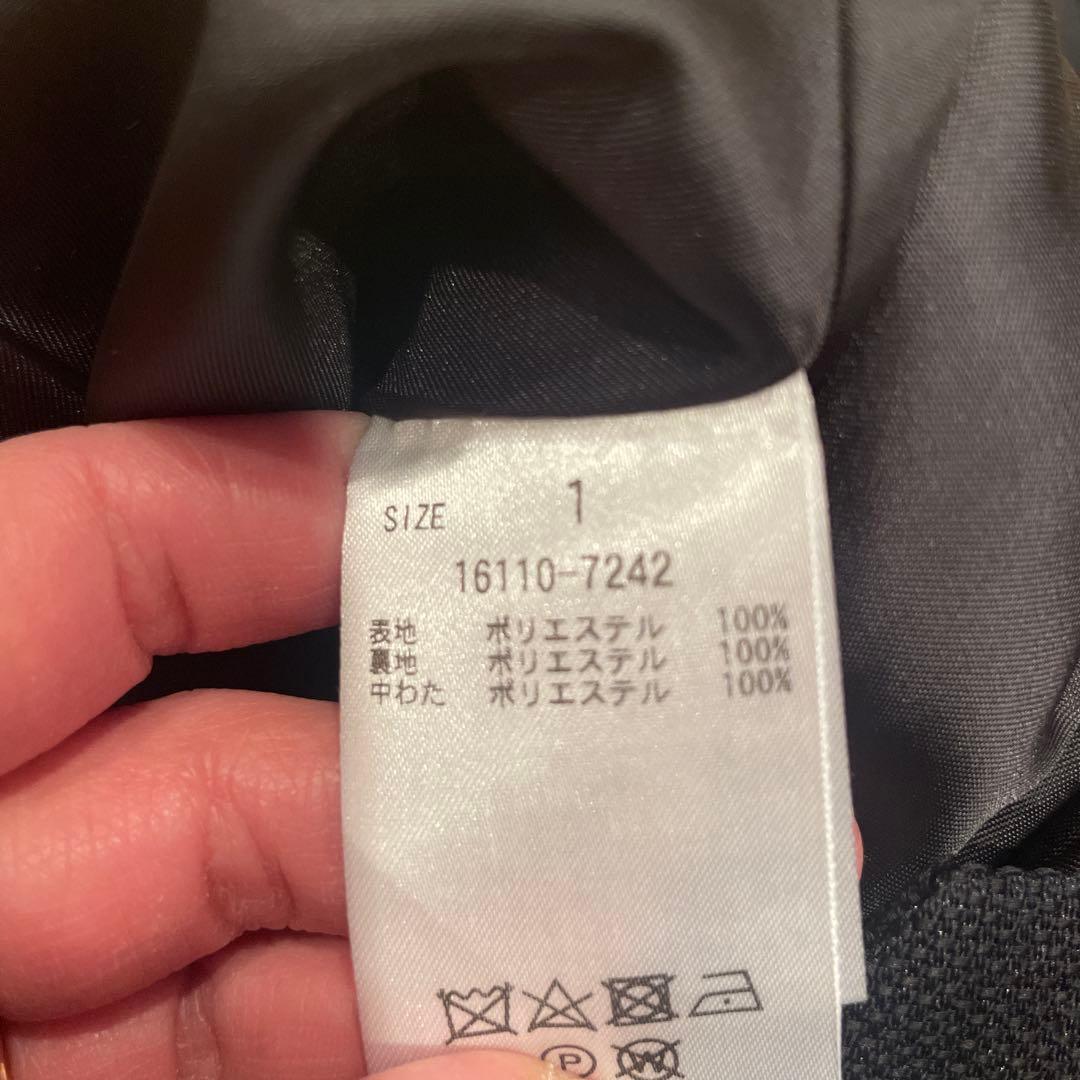 SIZE 1
16110-7242
表地 ポリエステル 100%
裏地 ポリエステル 100%
中わた ポリエステル 100%
P W